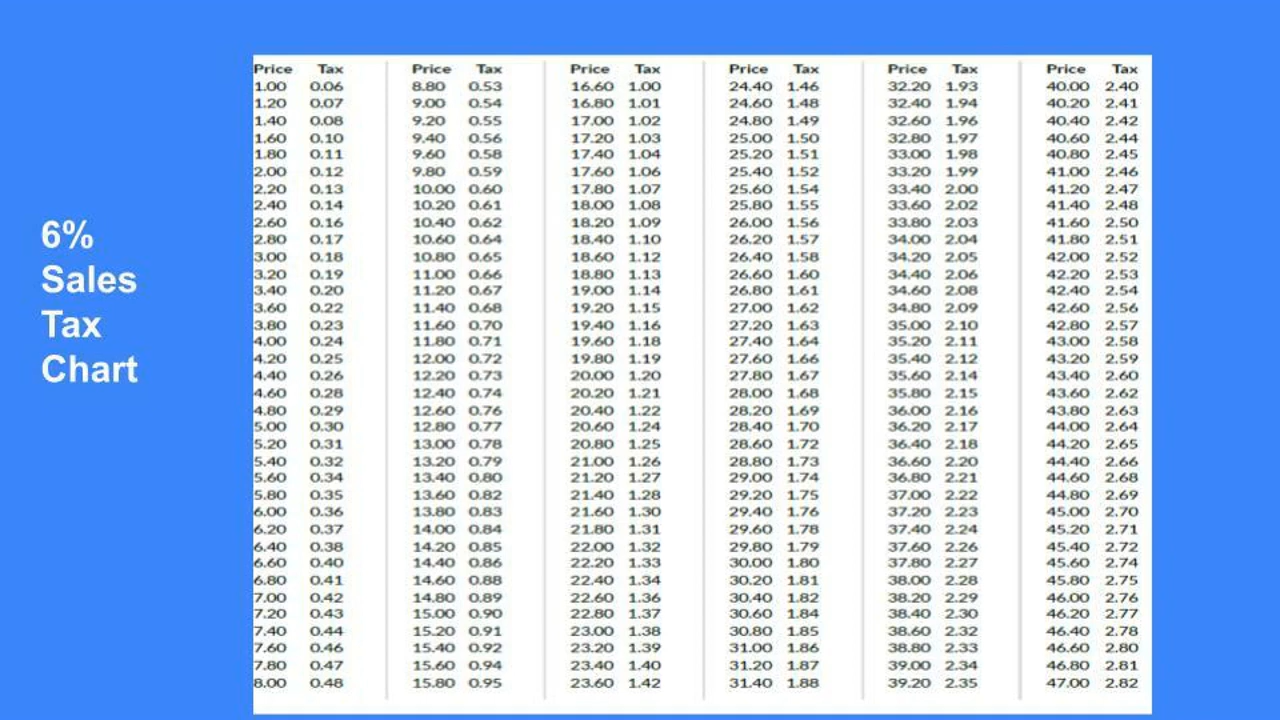 6%
Sales
Tax
Chart
Price Tax Price Tax Price Tax Price Tax Price Tax Price Tax
1.00 0.06 8.80 0.53 16.60 1.00 24.40 1.46 32.20 1.93 40.00 2.40
1.20 0.07 9.00 0.54 16.80 1.01 24.60 1.48 32.40 1.94 40.20 2.41
1.40 0.08 9.20 0.55 17.00 1.02 24.80 1.49 32.60 1.96 40.40 2.42
1.60 0.10 9.40 0.56 17.20 1.03 25.00 1.50 32.80 1.97 40.60 2.44
1.80 0.11 9.60 0.58 17.40 1.04 25.20 1.51 33.00 1.98 40.80 2.45
2.00 0.12 9.80 0.59 17.60 1.06 25.40 1.52 33.20 1.99 41.00 2.46
2.20 0.13 10.00 0.60 17.80 1.07 25.60 1.54 33.40 2.00 41.20 2.47
2.40 0.14 10.20 0.61 18.00 1.08 25.80 1.55 33.60 2.02 41.40 2.48
2.60 0.16 10.40 0.62 18.20 1.09 26.00 1.56 33.80 2.03 41.60 2.50
2.80 0.17 10.60 0.64 18.40 1.10 26.20 1.57 34.00 2.04 41.80 2.51
3.00 0.18 10.80 0.65 18.60 1.12 26.40 1.58 34.20 2.05 42.00 2.52
3.20 0.19 11.00 0.66 18.80 1.13 26.60 1.60 34.40 2.06 42.20 2.53
3.40 0.20 11.20 0.67 19.00 1.14 26.80 1.61 34.60 2.08 42.40 2.54
3.60 0.22 11.40 0.68 19.20 1.15 27.00 1.62 34.80 2.09 42.60 2.56
3.80 0.23 11.60 0.70 19.40 1.16 27.20 1.63 35.00 2.10 42.80 2.57
4.00 0.24 11.80 0.71 19.60 1.18 27.40 1.64 35.20 2.11 43.00 2.58
4.20 0.25 12.00 0.72 19.80 1.19 27.60 1.66 35.40 2.12 43.20 2.59
4.40 0.26 12.20 0.73 20.00 1.20 27.80 1.67 35.60 2.14 43.40 2.60
4.60 0.28 12.40 0.74 20.20 1.21 28.00 1.68 35.80 2.15 43.60 2.62
4.80 0.29 12.60 0.76 20.40 1.22 28.20 1.69 36.00 2.16 43.80 2.63
5.00 0.30 12.80 0.77 20.60 1.24 28.40 1.70 36.20 2.17 44.00 2.64
5.20 0.31 13.00 0.78 20.80 1.25 28.60 1.72 36.40 2.18 44.20 2.65
5.40 0.32 13.20 0.79 21.00 1.26 28.80 1.73 36.60 2.20 44.40 2.66
5.60 0.34 13.40 0.80 21.20 1.27 29.00 1.74 36.80 2.21 44.60 2.68
5.80 0.35 13.60 0.82 21.40 1.28 29.20 1.75 37.00 2.22 44.80 2.69
6.00 0.36 13.80 0.83 21.60 1.30 29.40 1.76 37.20 2.23 45.00 2.70
6.20 0.37 14.00 0.84 21.80 1.31 29.60 1.78 37.40 2.24 45.20 2.71
6.40 0.38 14.20 0.85 22.00 1.32 29.80 1.79 37.60 2.26 45.40 2.72
6.60 0.40 14.40 0.86 22.20 1.33 30.00 1.80 37.80 2.27 45.60 2.74
6.80 0.41 14.60 0.88 22.40 1.34 30.20 1.81 38.00 2.28 45.80 2.75
7.00 0.42 14.80 0.89 22.60 1.36 30.40 1.82 38.20 2.29 46.00 2.76
7.20 0.43 15.00 0.90 22.80 1.37 30.60 1.84 38.40 2.30 46.20 2.77
7.40 0.44 15.20 0.91 23.00 1.38 30.80 1.85 38.60 2.32 46.40 2.78
7.60 0.46 15.40 0.92 23.20 1.39 31.00 1.86 38.80 2.33 46.60 2.80
7.80 0.47 15.60 0.94 23.40 1.40 31.20 1.87 39.00 2.34 46.80 2.81
8.00 0.48 15.80 0.95 23.60 1.42 31.40 1.88 39.20 2.35 47.00 2.82